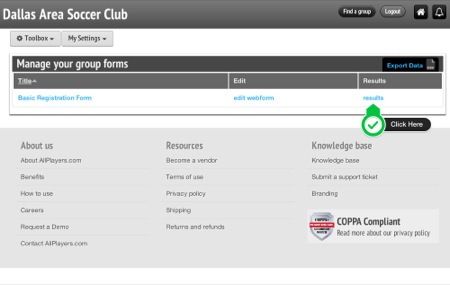 Dallas Area Soccer Club
Find a group
Logout
Toolbox
My Settings
Manage your group forms
Export Data
Title
Edit
Results
Basic Registration Form
edit webform
results
Click Here
About us
Resources
Knowledge base
About AllPlayers.com
Become a vendor
Knowledge base
Benefits
Terms of use
Submit a support ticket
How to use
Privacy policy
Branding
Careers
Shipping
Request a Demo
Returns and refunds
Contact AllPlayers.com
COPPA Compliant
Read more about our privacy policy